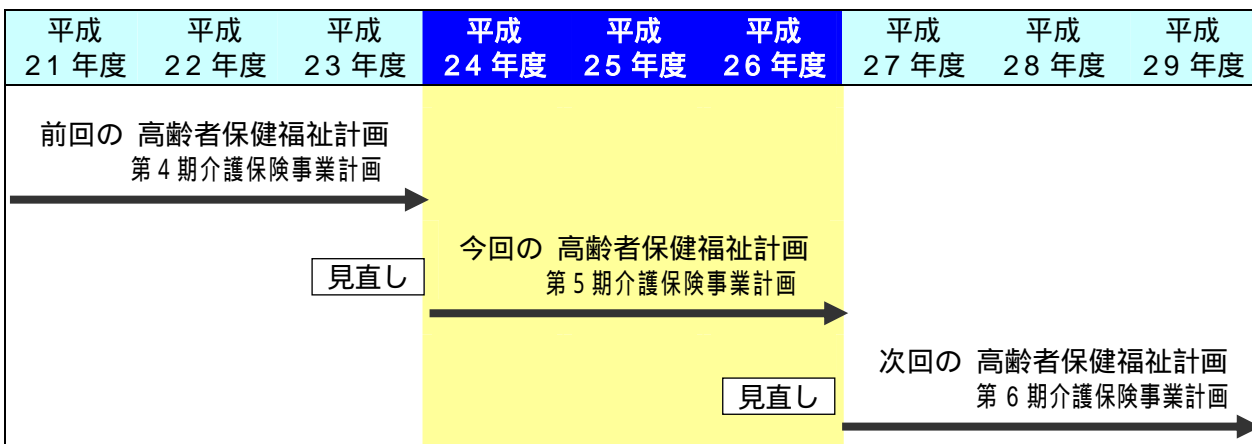 平成 平成 平成 平成 平成 平成 平成 平成 平成
21年度 22年度 23年度 24年度 25年度 26年度 27年度 28年度 29年度
前回の 高齢者保健福祉計画
第4期介護保険事業計画
今回の 高齢者保健福祉計画
見直し
第5期介護保険事業計画
次回の 高齢者保健福祉計画
見直し
第6期介護保険事業計画